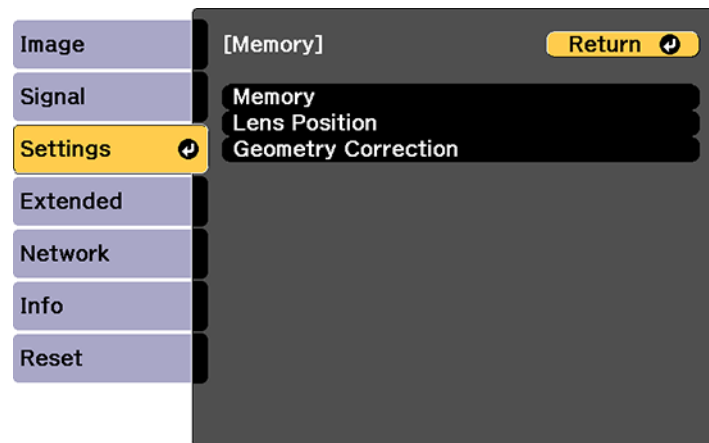 Image
Signal
Settings
Extended
Network
Info
Reset
[Memory]
Return
Memory
Lens Position
Geometry Correction